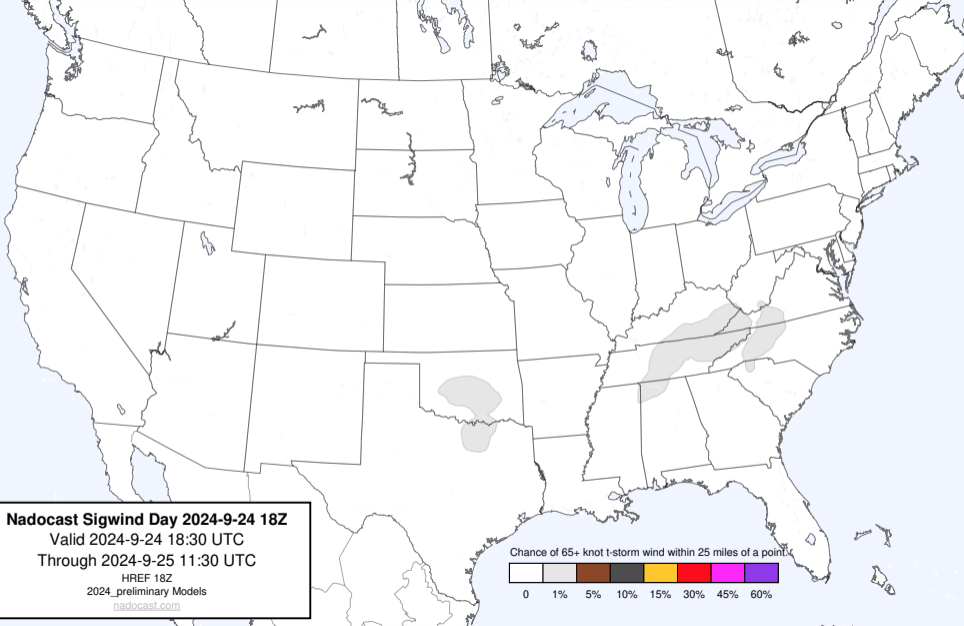 Nadocast Sigwind Day 2024-9-24 18Z
Valid 2024-9-24 18:30 UTC
Through 2024-9-25 11:30 UTC
HREF 18Z
2024_preliminary Models
nadocast.com
Chance of 65+ knot t-storm wind within 25 miles of a point.
0 1% 5% 10% 15% 30% 45% 60%